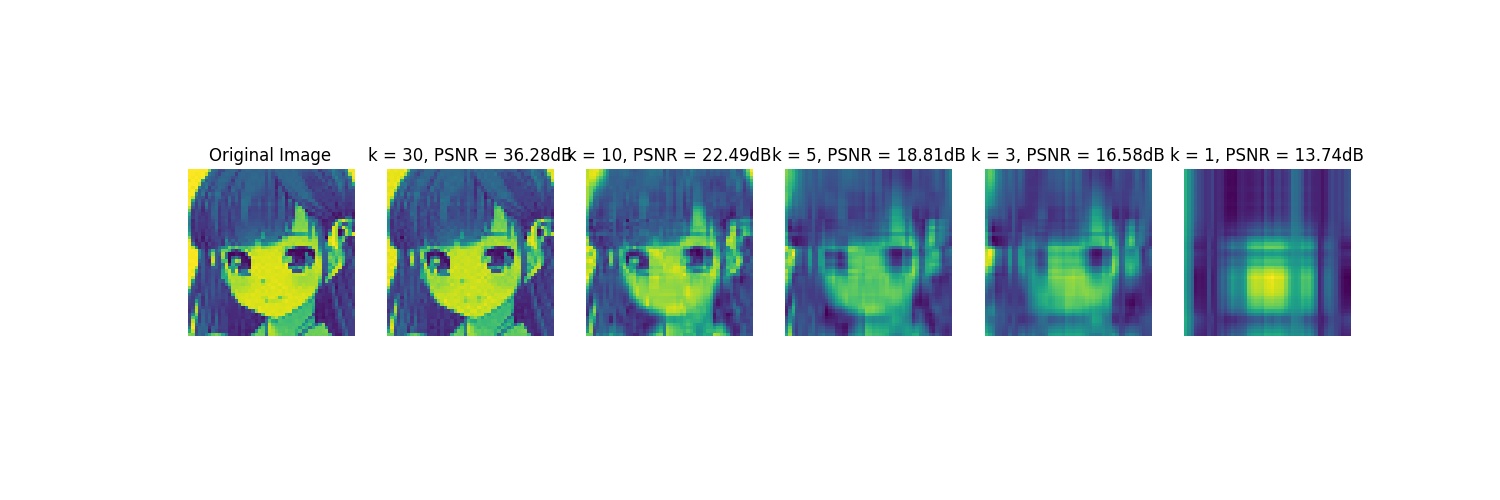 Original Image
k = 30, PSNR = 36.28dB
k = 10, PSNR = 22.49dB
k = 5, PSNR = 18.81dB
k = 3, PSNR = 16.58dB
k = 1, PSNR = 13.74dB